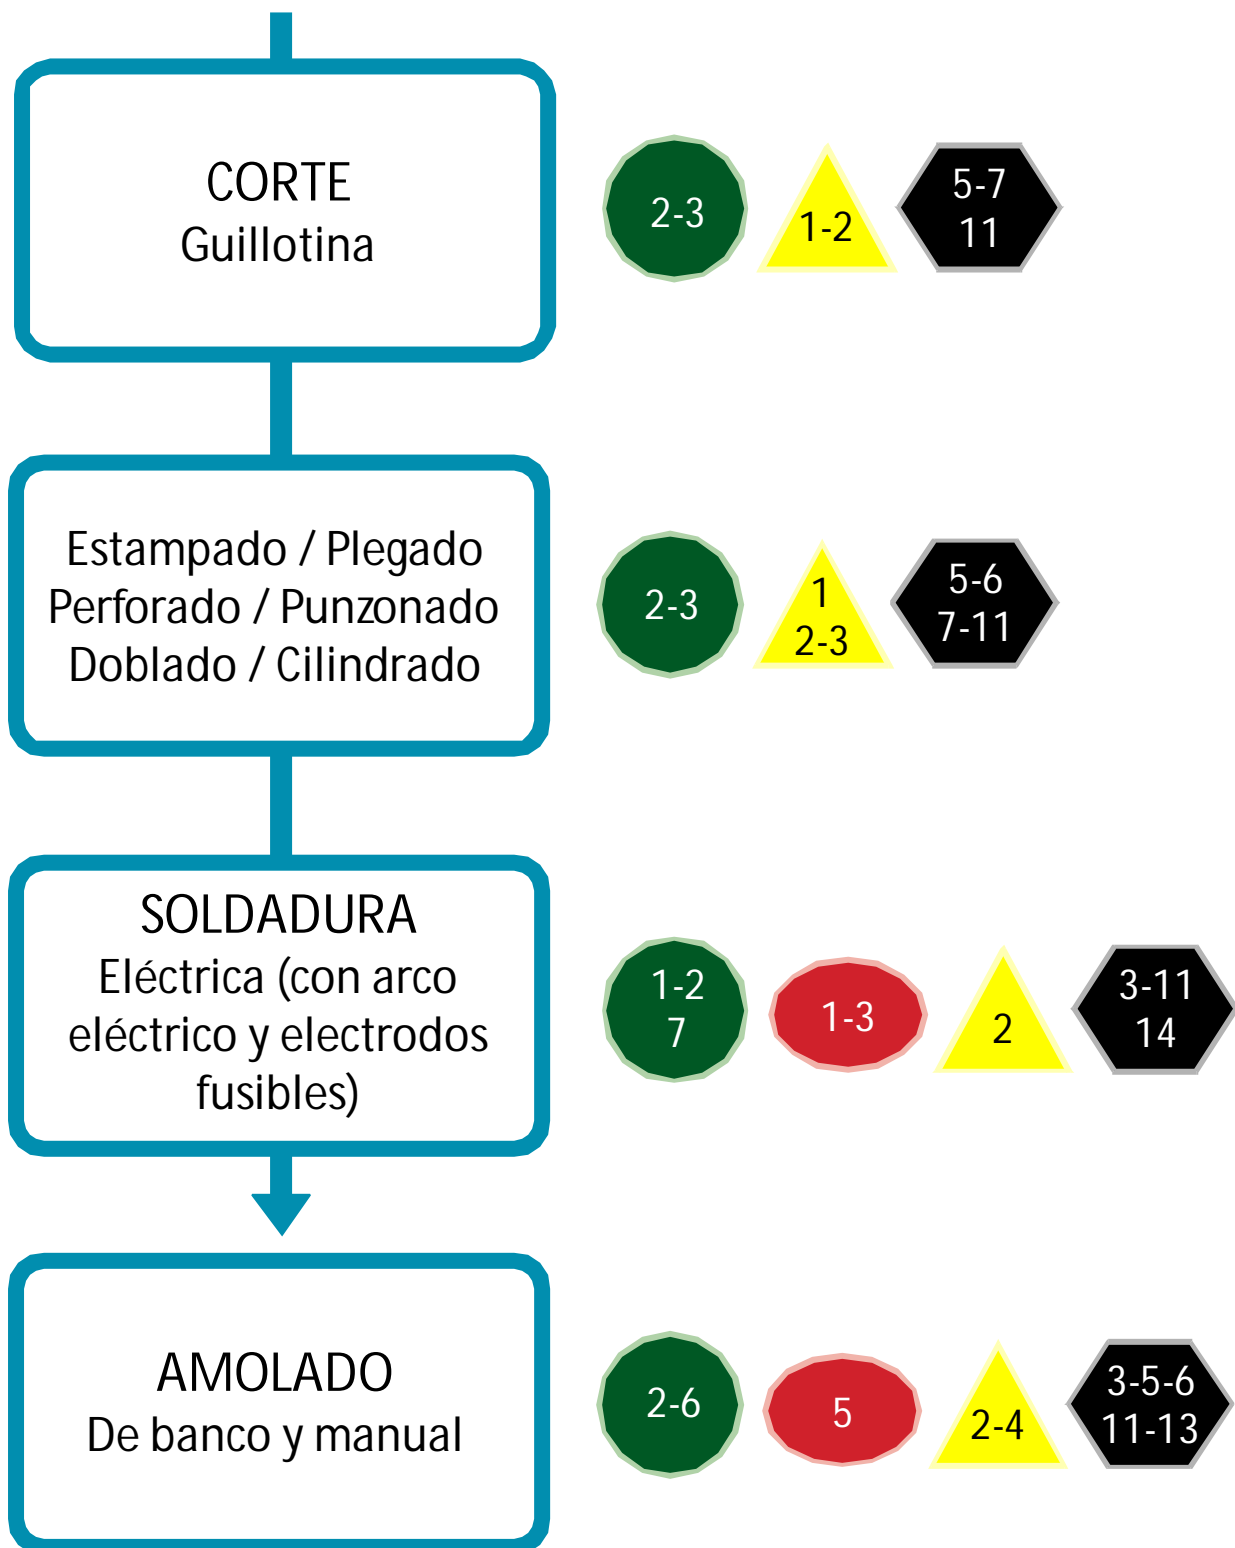 CORTE
Guillotina
2-3
1-2
5-7
11
Estampado / Plegado
Perforado / Punzonado
Doblado / Cilindrado
2-3
1
2-3
5-6
7-11
SOLDADURA
Eléctrica (con arco
eléctrico y electrodos
fusibles)
1-2
7
1-3
2
3-11
14
AMOLADO
De banco y manual
2-6
5
2-4
3-5-6
11-13